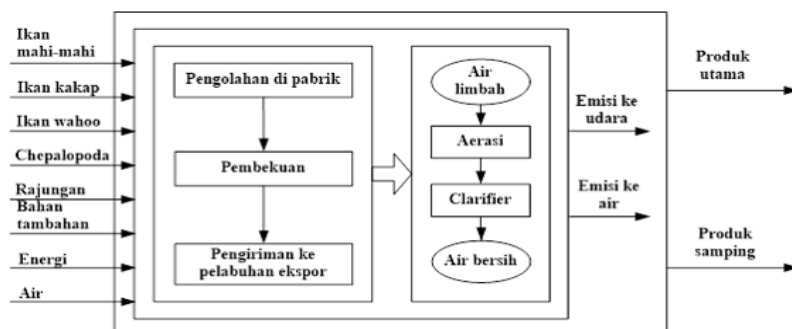 Ikan
mahi-mahi
Ikan kakap
Ikan wahoo
Chepalopoda
Rajungan
Bahan
tambahan
Energi
Air
Pengolahan di pabrik
Pembekuan
Pengiriman ke
pelabuhan ekspor
Air
limbah
Aerasi
Clarifier
Air bersih
Emisi ke
udara
Emisi ke
air
Produk
utama
Produk
samping